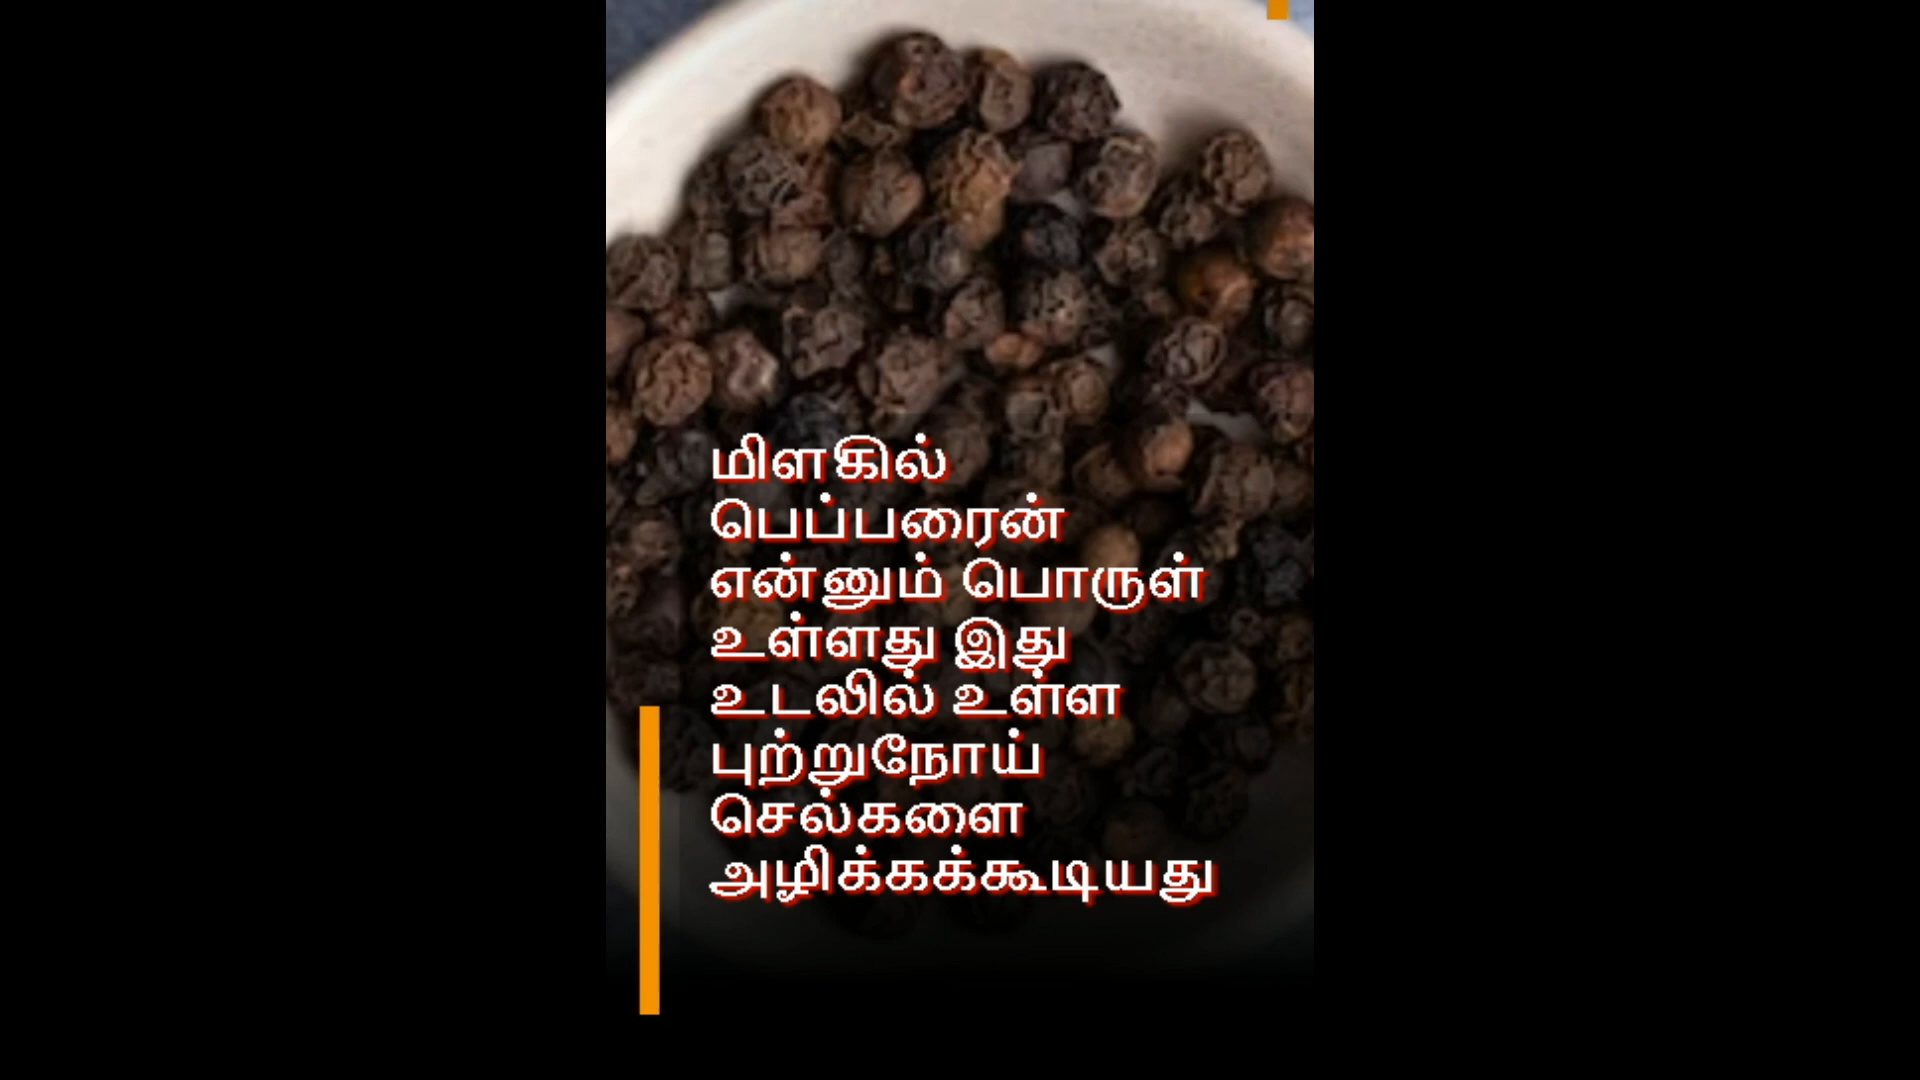 மிளகில்
பெப்பரைன்
என்னும் பொருள்
உள்ளது இது
உடலில் உள்ள
புற்றுநோய்
செல்களை
அழிக்கக்கூடியது